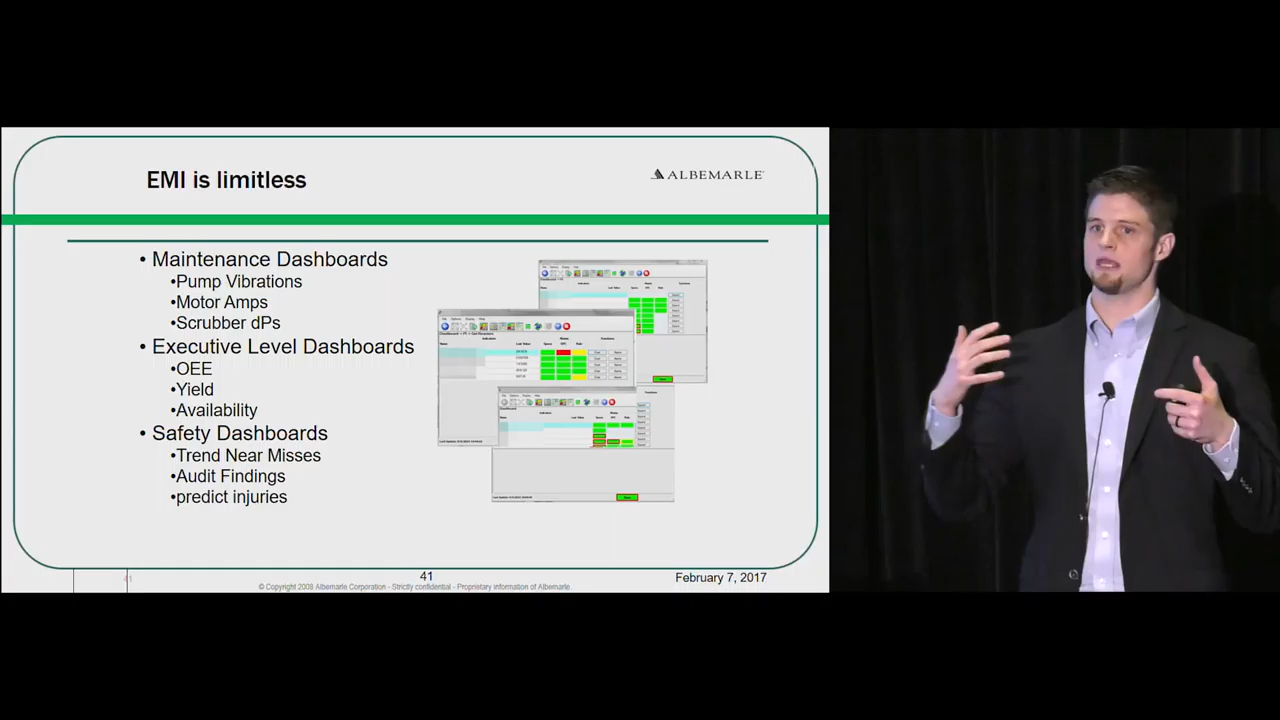 EMI is limitless
ALBEMARLE
• Maintenance Dashboards
•Pump Vibrations
•Motor Amps
•Scrubber dPs
• Executive Level Dashboards
•OEE
•Yield
•Availability
• Safety Dashboards
•Trend Near Misses
•Audit Findings
•predict injuries
41
41
February 7, 2017
© Copyright 2008 Albemarle Corporation - Strictly confidential - Proprietary information of Albemarle